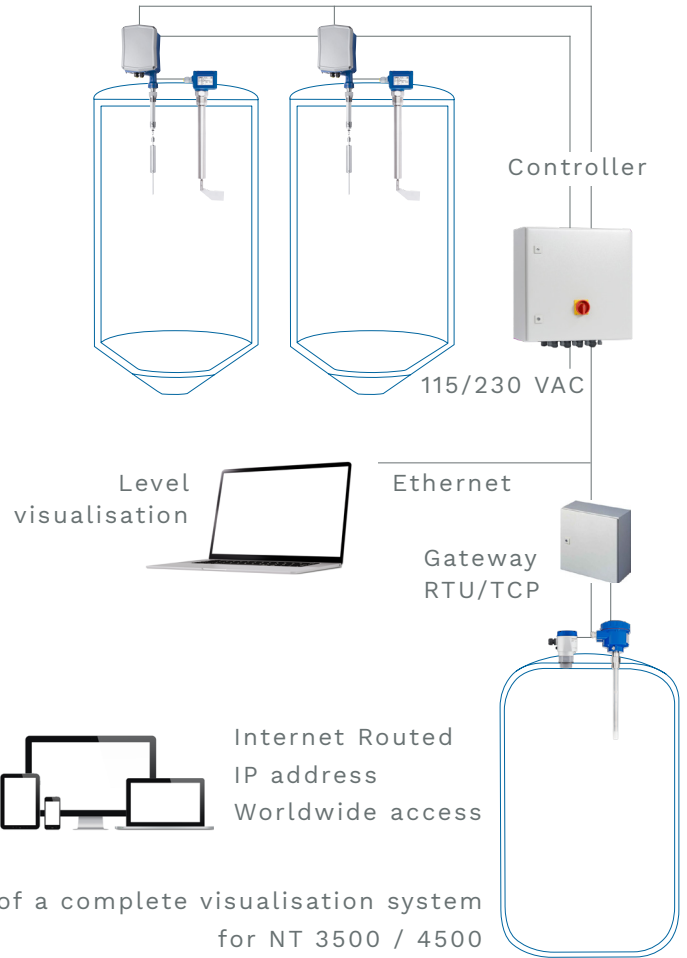 Controller
115/230 VAC
Level
visualisation
Ethernet
Gateway
RTU/TCP
Internet Routed
IP address
Worldwide access
of a complete visualisation system
for NT 3500 / 4500